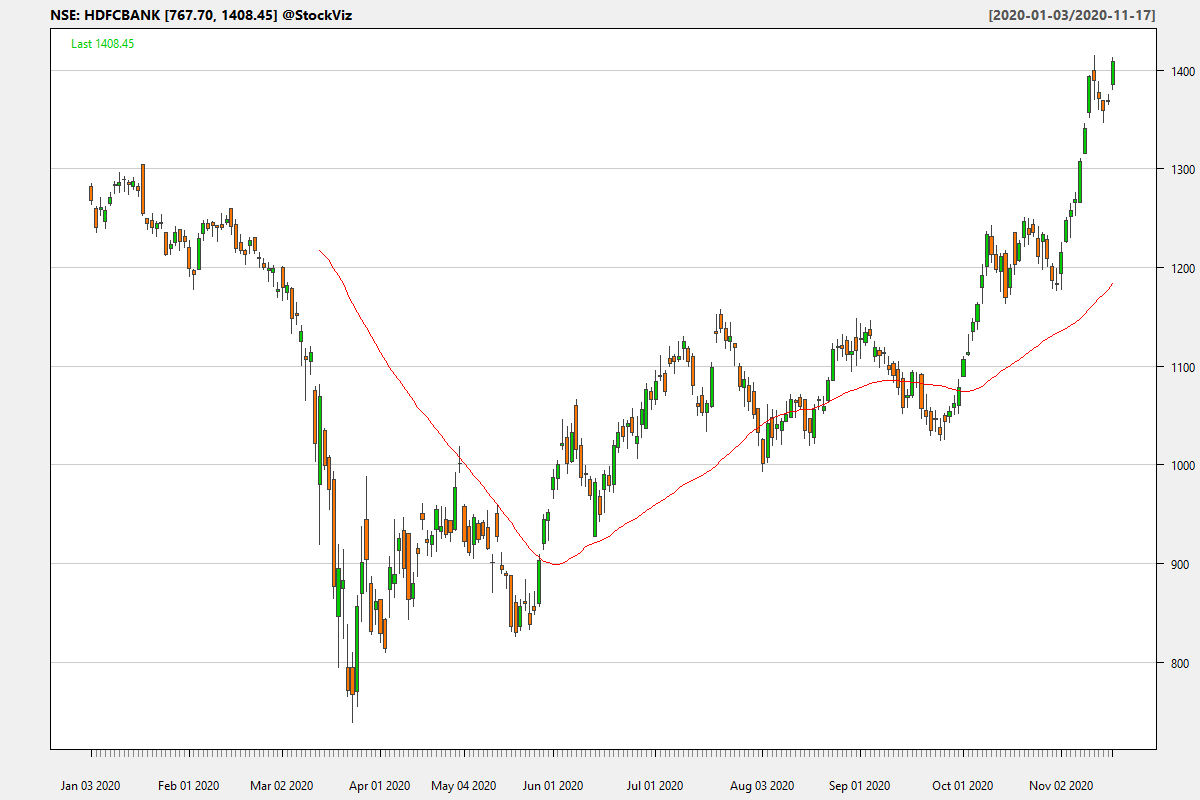 NSE: HDFCBANK [767.70, 1408.45] @StockViz
[2020-01-03/2020-11-17]
Last 1408.45
1400
1300
1200
1100
1000
900
800
Jan 03 2020 Feb 01 2020 Mar 02 2020 Apr 01 2020 May 04 2020 Jun 01 2020 Jul 01 2020 Aug 03 2020 Sep 01 2020 Oct 01 2020 Nov 02 2020